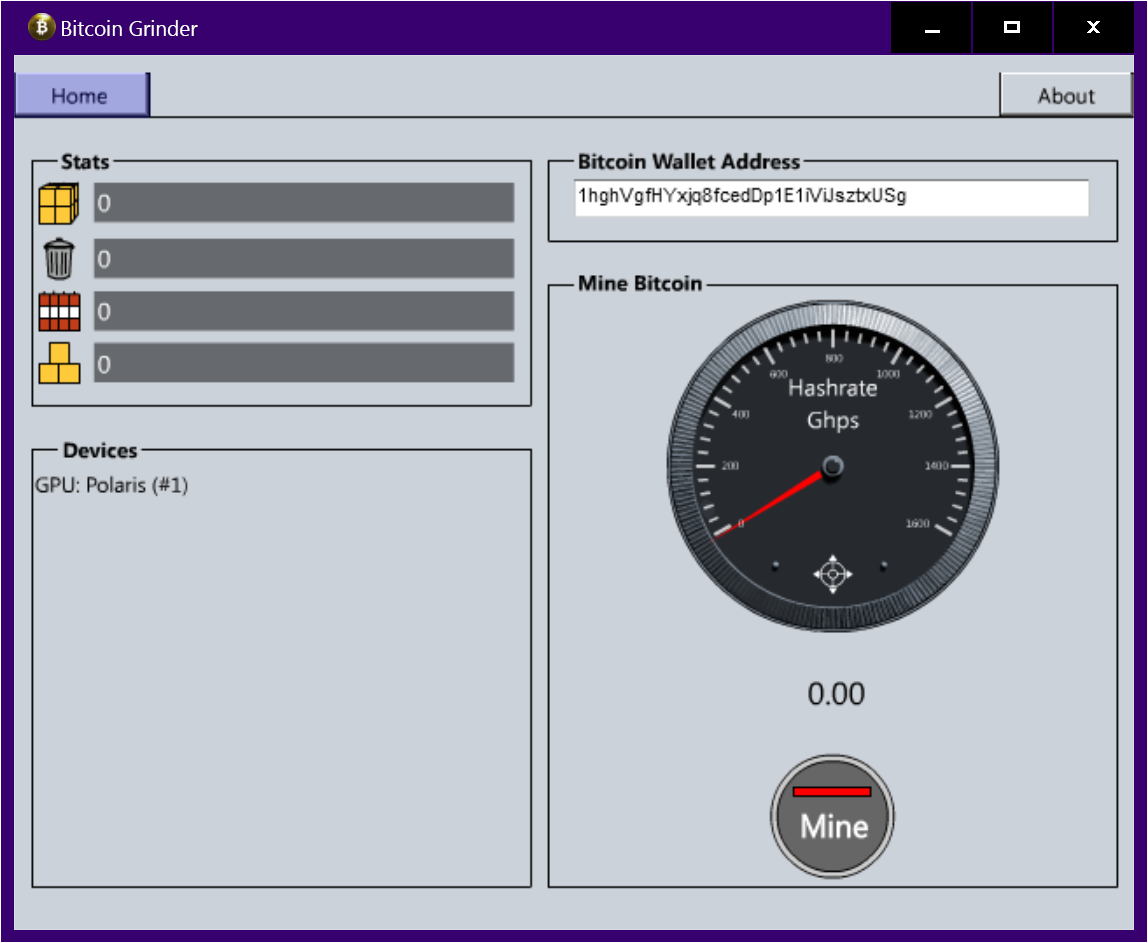 Bitcoin Grinder
Home
About
Stats
0
0
0
0
Devices
GPU: Polaris (#1)
Bitcoin Wallet Address
1hghVgfHYxjq8fcedDp1E1iViJsztxUSg
Mine Bitcoin
Hashrate
Ghps
0
200
400
600
800
1000
1200
1400
1600
0.00
Mine